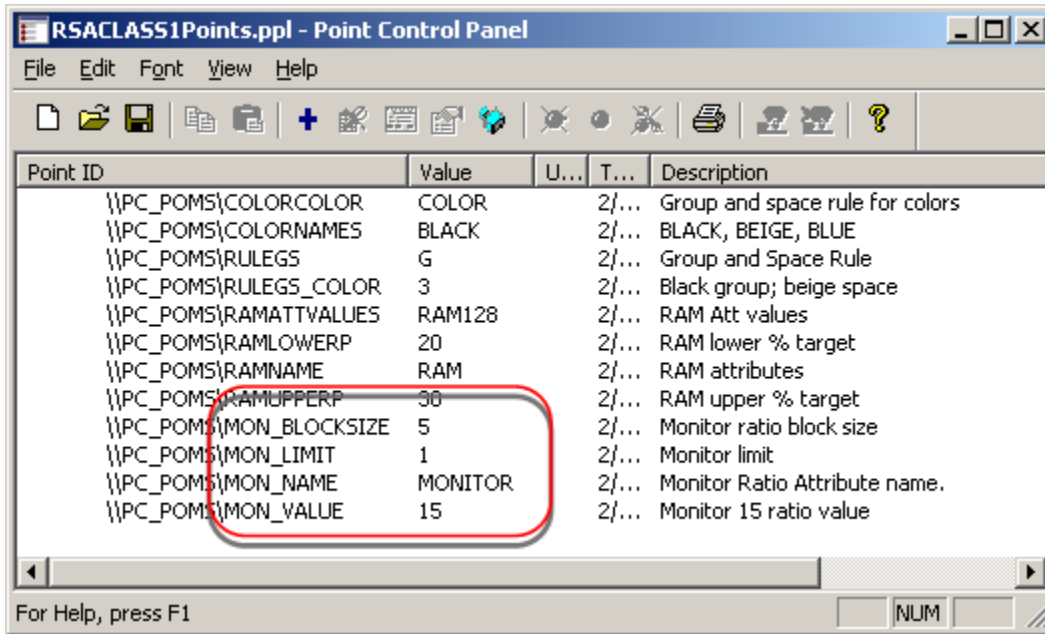 RSACLASS1Points.ppl - Point Control Panel
File Edit Font View Help
Point ID Value U... T... Description
\\PC_POMS\COLORCOLOR COLOR 2/... Group and space rule for colors
\\PC_POMS\COLORNAMES BLACK 2/... BLACK, BEIGE, BLUE
\\PC_POMS\RULEGS G 2/... Group and Space Rule
\\PC_POMS\RULEGS_COLOR 3 2/... Black group; beige space
\\PC_POMS\RAMATTVALUES RAM128 2/... RAM Att values
\\PC_POMS\RAMLOWERP 20 2/... RAM lower % target
\\PC_POMS\RAMNAME RAM 2/... RAM attributes
\\PC_POMS\RAMUPPERP 30 2/... RAM upper % target
\\PC_POMS\MON_BLOCKSIZE 5 2/... Monitor ratio block size
\\PC_POMS\MON_LIMIT 1 2/... Monitor limit
\\PC_POMS\MON_NAME MONITOR 2/... Monitor Ratio Attribute name.
\\PC_POMS\MON_VALUE 15 2/... Monitor 15 ratio value
For Help, press F1 NUM